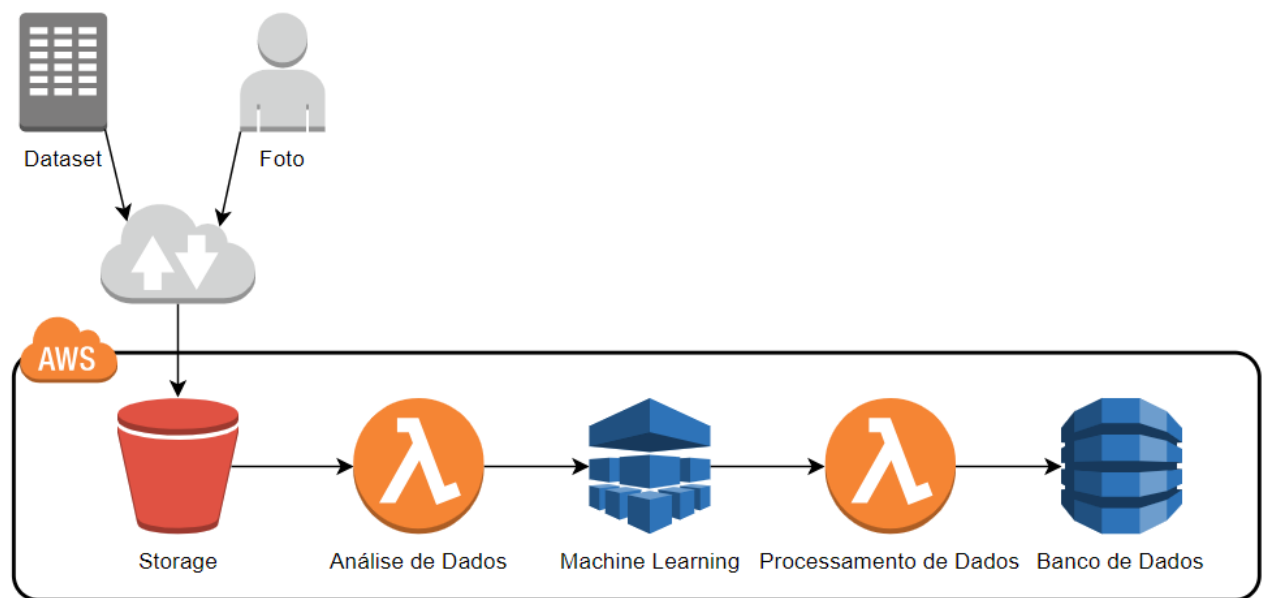 Dataset
Foto
AWS
Storage
Análise de Dados
Machine Learning
Processamento de Dados
Banco de Dados